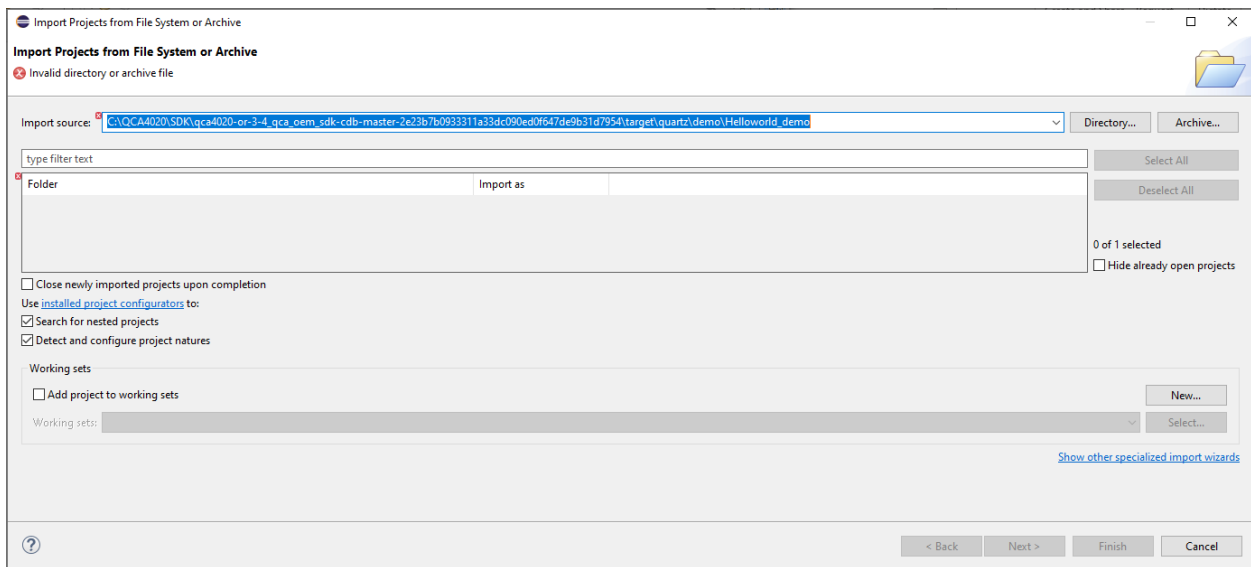 Import Projects from File System or Archive
Import Projects from File System or Archive
Invalid directory or archive file
Import source: C:\QCA4020\SDK\qca4020-or-3-4_qca_oem_sdk-cdb-master-2e23b7b0933311a33dc090ed0f647de9b31d7954\target\quartz\demo\Helloworld_demo Directory... Archive...
type filter text Select All
Folder Import as Deselect All
0 of 1 selected
Hide already open projects
Close newly imported projects upon completion
Use installed project configurators to:
Search for nested projects
Detect and configure project natures
Working sets
Add project to working sets New...
Working sets: Select...
Show other specialized import wizards
? < Back Next > Finish Cancel